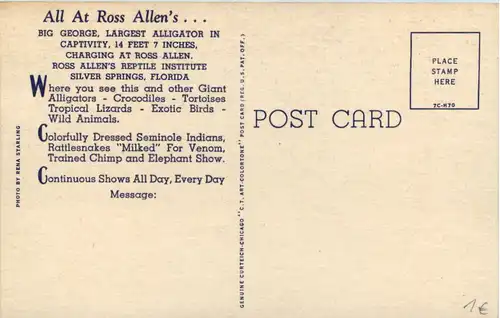 All At Ross Allen's . . .
BIG GEORGE, LARGEST ALLIGATOR IN
CAPTIVITY, 14 FEET 7 INCHES,
CHARGING AT ROSS ALLEN.
ROSS ALLEN'S REPTILE INSTITUTE
SILVER SPRINGS, FLORIDA
Where you see this and other Giant
Alligators - Crocodiles - Tortoises
Tropical Lizards - Exotic Birds -
Wild Animals.
Colorfully Dressed Seminole Indians,
Rattlesnakes "Milked" For Venom,
Trained Chimp and Elephant Show.
Continuous Shows All Day, Every Day
Message:
PHOTO BY RENA STARLING
GENUINE CURTEICH-CHICAGO "C. T. ART-COLORTONE" POST CARD (REG. U. S. PAT. OFF.)
POST CARD
PLACE
STAMP
HERE
7C-H70
1€